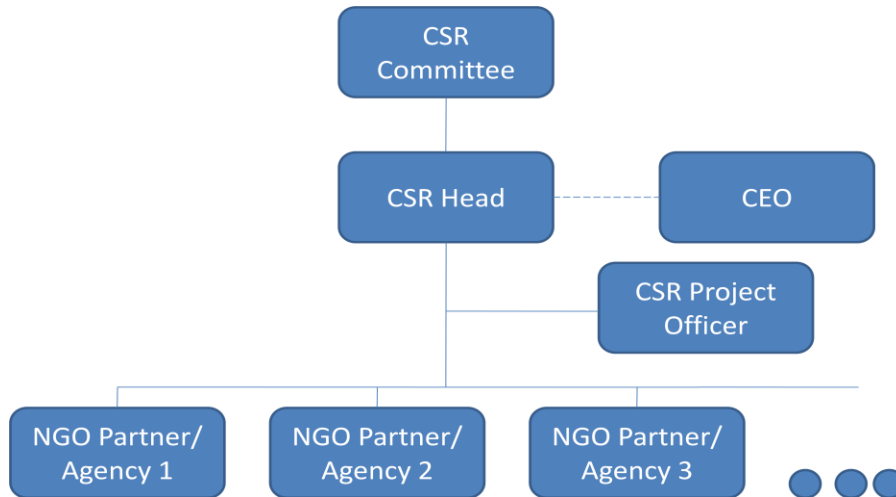 CSR
Committee
CSR Head
CEO
CSR Project
Officer
NGO Partner/
Agency 1
NGO Partner/
Agency 2
NGO Partner/
Agency 3